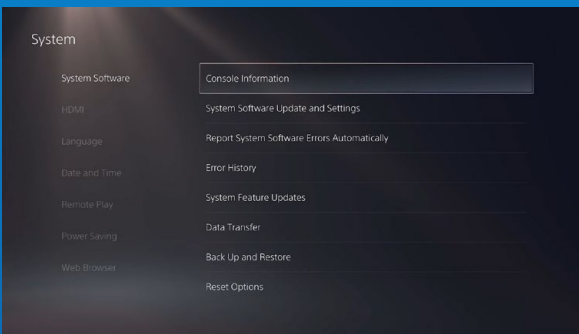 System
System Software
HDMI
Language
Date and Time
Remote Play
Power Saving
Web Browser
Console Information
System Software Update and Settings
Report System Software Errors Automatically
Error History
System Feature Updates
Data Transfer
Back Up and Restore
Reset Options